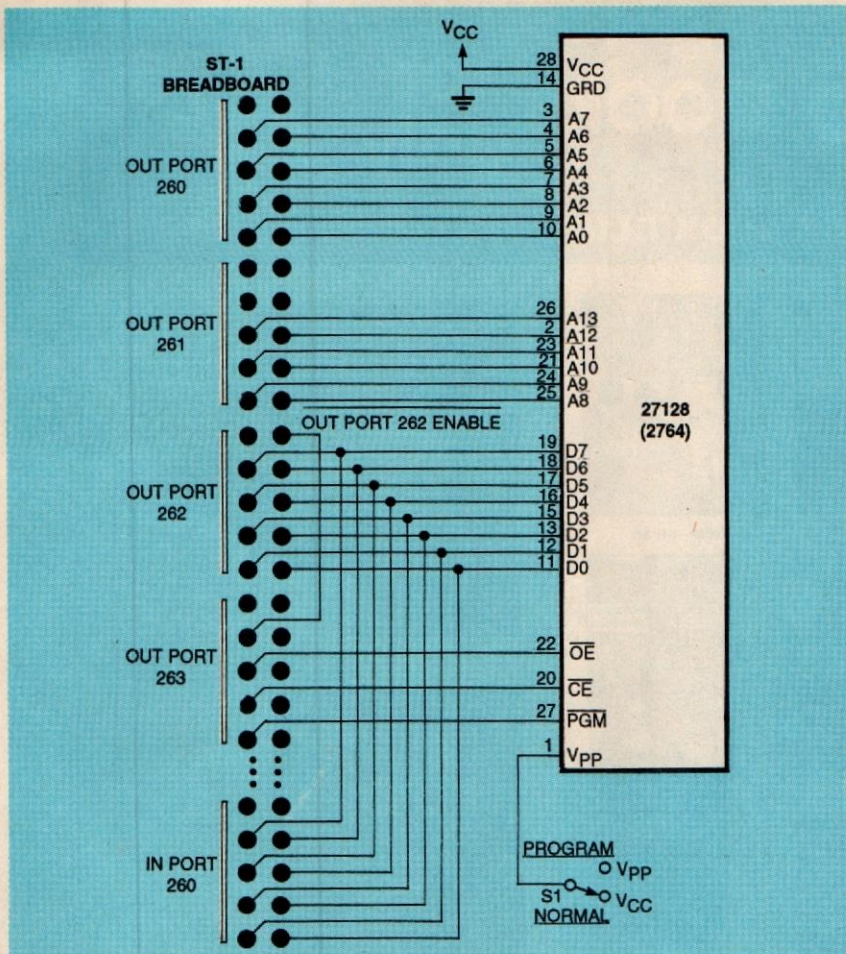 VCC
ST-1
BREADBOARD
28 VCC
14 GRD
OUT PORT
260
3 A7
4 A6
5 A5
6 A4
7 A3
8 A2
9 A1
10 A0
OUT PORT
261
26 A13
2 A12
23 A11
21 A10
24 A9
25 A8
27128
(2764)
OUT PORT 262 ENABLE
OUT PORT
262
19 D7
18 D6
17 D5
16 D4
15 D3
13 D2
12 D1
11 D0
OUT PORT
263
22 OE
20 CE
27 PGM
1 VPP
IN PORT
260
PROGRAM
VPP
S1
VCC
NORMAL